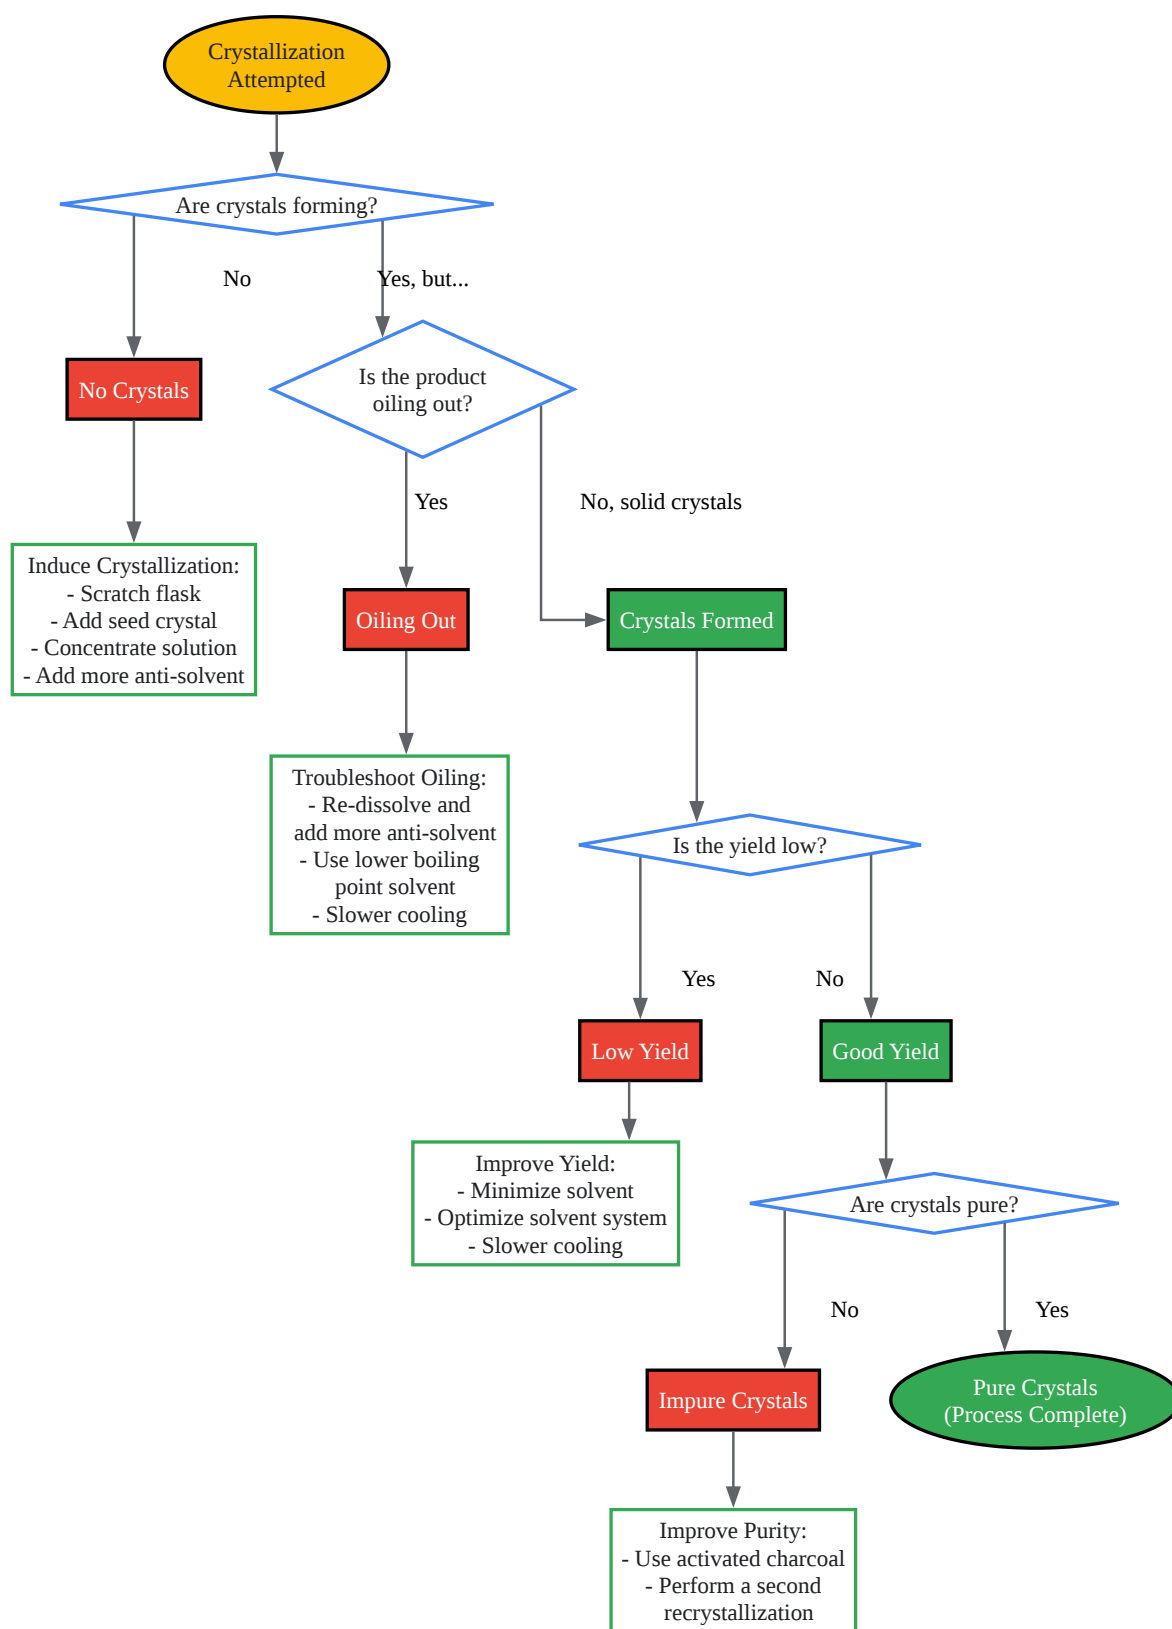 Crystallization
Attempted
Are crystals forming?
No
Yes, but...
No Crystals
Is the product
oiling out?
Yes
No, solid crystals
Induce Crystallization:
- Scratch flask
- Add seed crystal
- Concentrate solution
- Add more anti-solvent
Oiling Out
Crystals Formed
Troubleshoot Oiling:
- Re-dissolve and
add more anti-solvent
- Use lower boiling
point solvent
- Slower cooling
Is the yield low?
Yes
No
Low Yield
Good Yield
Improve Yield:
- Minimize solvent
- Optimize solvent system
- Slower cooling
Are crystals pure?
No
Yes
Impure Crystals
Pure Crystals
(Process Complete)
Improve Purity:
- Use activated charcoal
- Perform a second
recrystallization